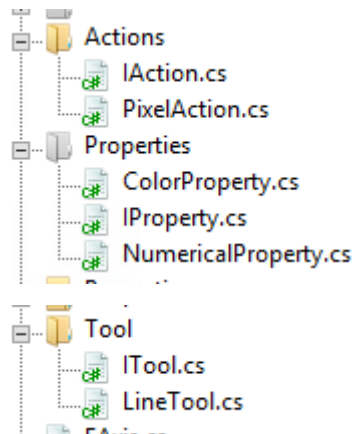 Actions
IAction.cs
PixelAction.cs
Properties
ColorProperty.cs
IProperty.cs
NumericalProperty.cs
Tool
ITool.cs
LineTool.cs